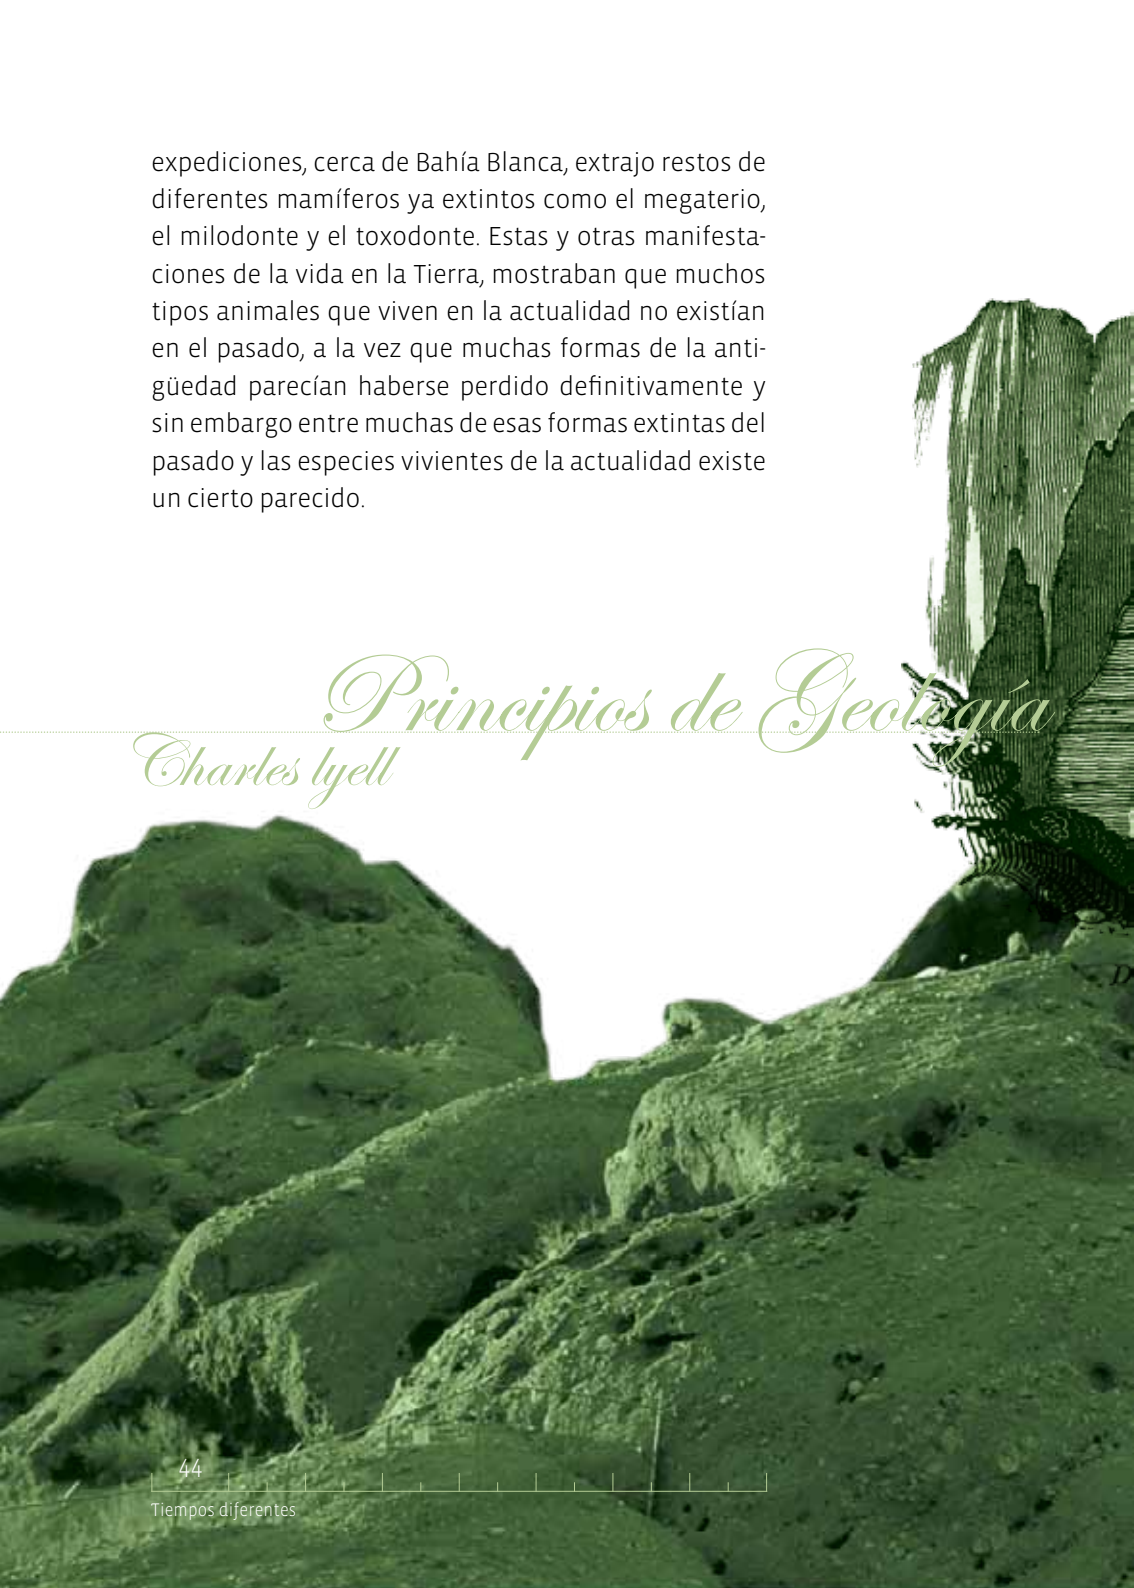 expediciones, cerca de Bahía Blanca, extrajo restos de
diferentes mamíferos ya extintos como el megaterio,
el milodonte y el toxodonte. Estas y otras manifesta-
ciones de la vida en la Tierra, mostraban que muchos
tipos animales que viven en la actualidad no existían
en el pasado, a la vez que muchas formas de la anti-
güedad parecían haberse perdido definitivamente y
sin embargo entre muchas de esas formas extintas del
pasado y las especies vivientes de la actualidad existe
un cierto parecido.
Principios de Geología
Charles lyell
D
44
Tiempos diferentes